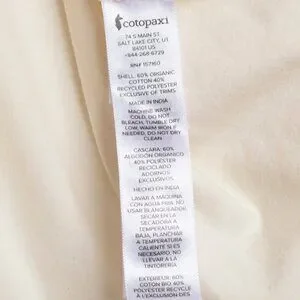 cotopaxi
74 S MAIN ST.
SALT LAKE CITY, UT
84101 US
+844-268-6729
RN# 157160
SHELL: 60% ORGANIC
COTTON 40%
RECYCLED POLYESTER
EXCLUSIVE OF TRIMS
MADE IN INDIA
MACHINE WASH
COLD, DO NOT
BLEACH, TUMBLE DRY
LOW, WARM IRON IF
NEEDED, DO NOT DRY
CLEAN
CASCARA: 60%
ALGODÓN ORGÁNICO
40% POLIÉSTER
RECICLADO
ADORNOS
EXCLUSIVOS
HECHO EN INDIA
LAVAR A MÁQUINA
CON AGUA FRIA, NO
USAR BLANQUEADOR,
SECAR EN LA
SECADORA A
TEMPERATURA
BAJA, PLANCHAR
A TEMPERATURA
CALIENTE SI ES
NECESARIO, NO
LLEVAR A LA
TINTORERÍA
EXTÉRIEUR: 60%
COTON BIO 40%
POLYESTER RECYCLÉ
À L'EXCLUSION DES